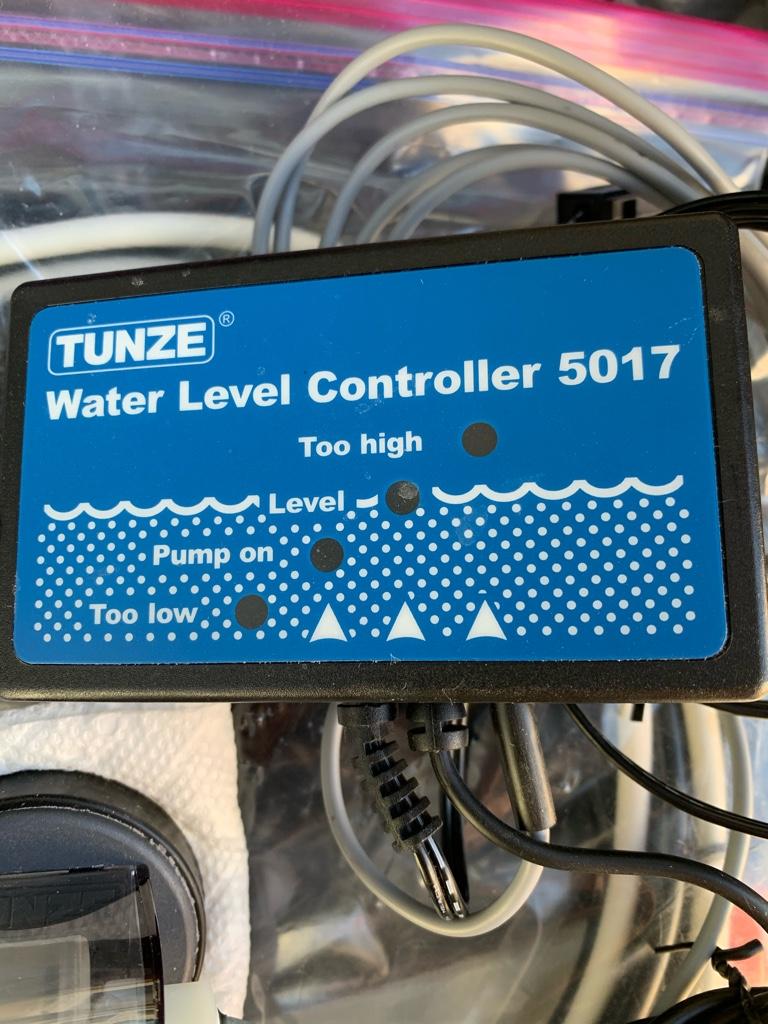 TUNZE®
Water Level Controller 5017
Too high
Level
Pump on
Too low